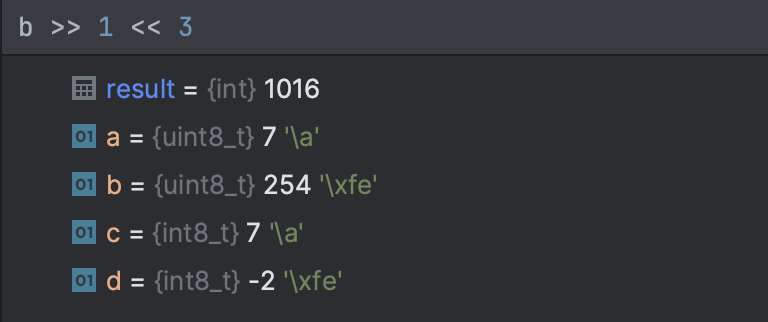 b >> 1 << 3
result = {int} 1016
01 a = {uint8_t} 7 '\a'
01 b = {uint8_t} 254 '\xfe'
01 c = {int8_t} 7 '\a'
01 d = {int8_t} -2 '\xfe'